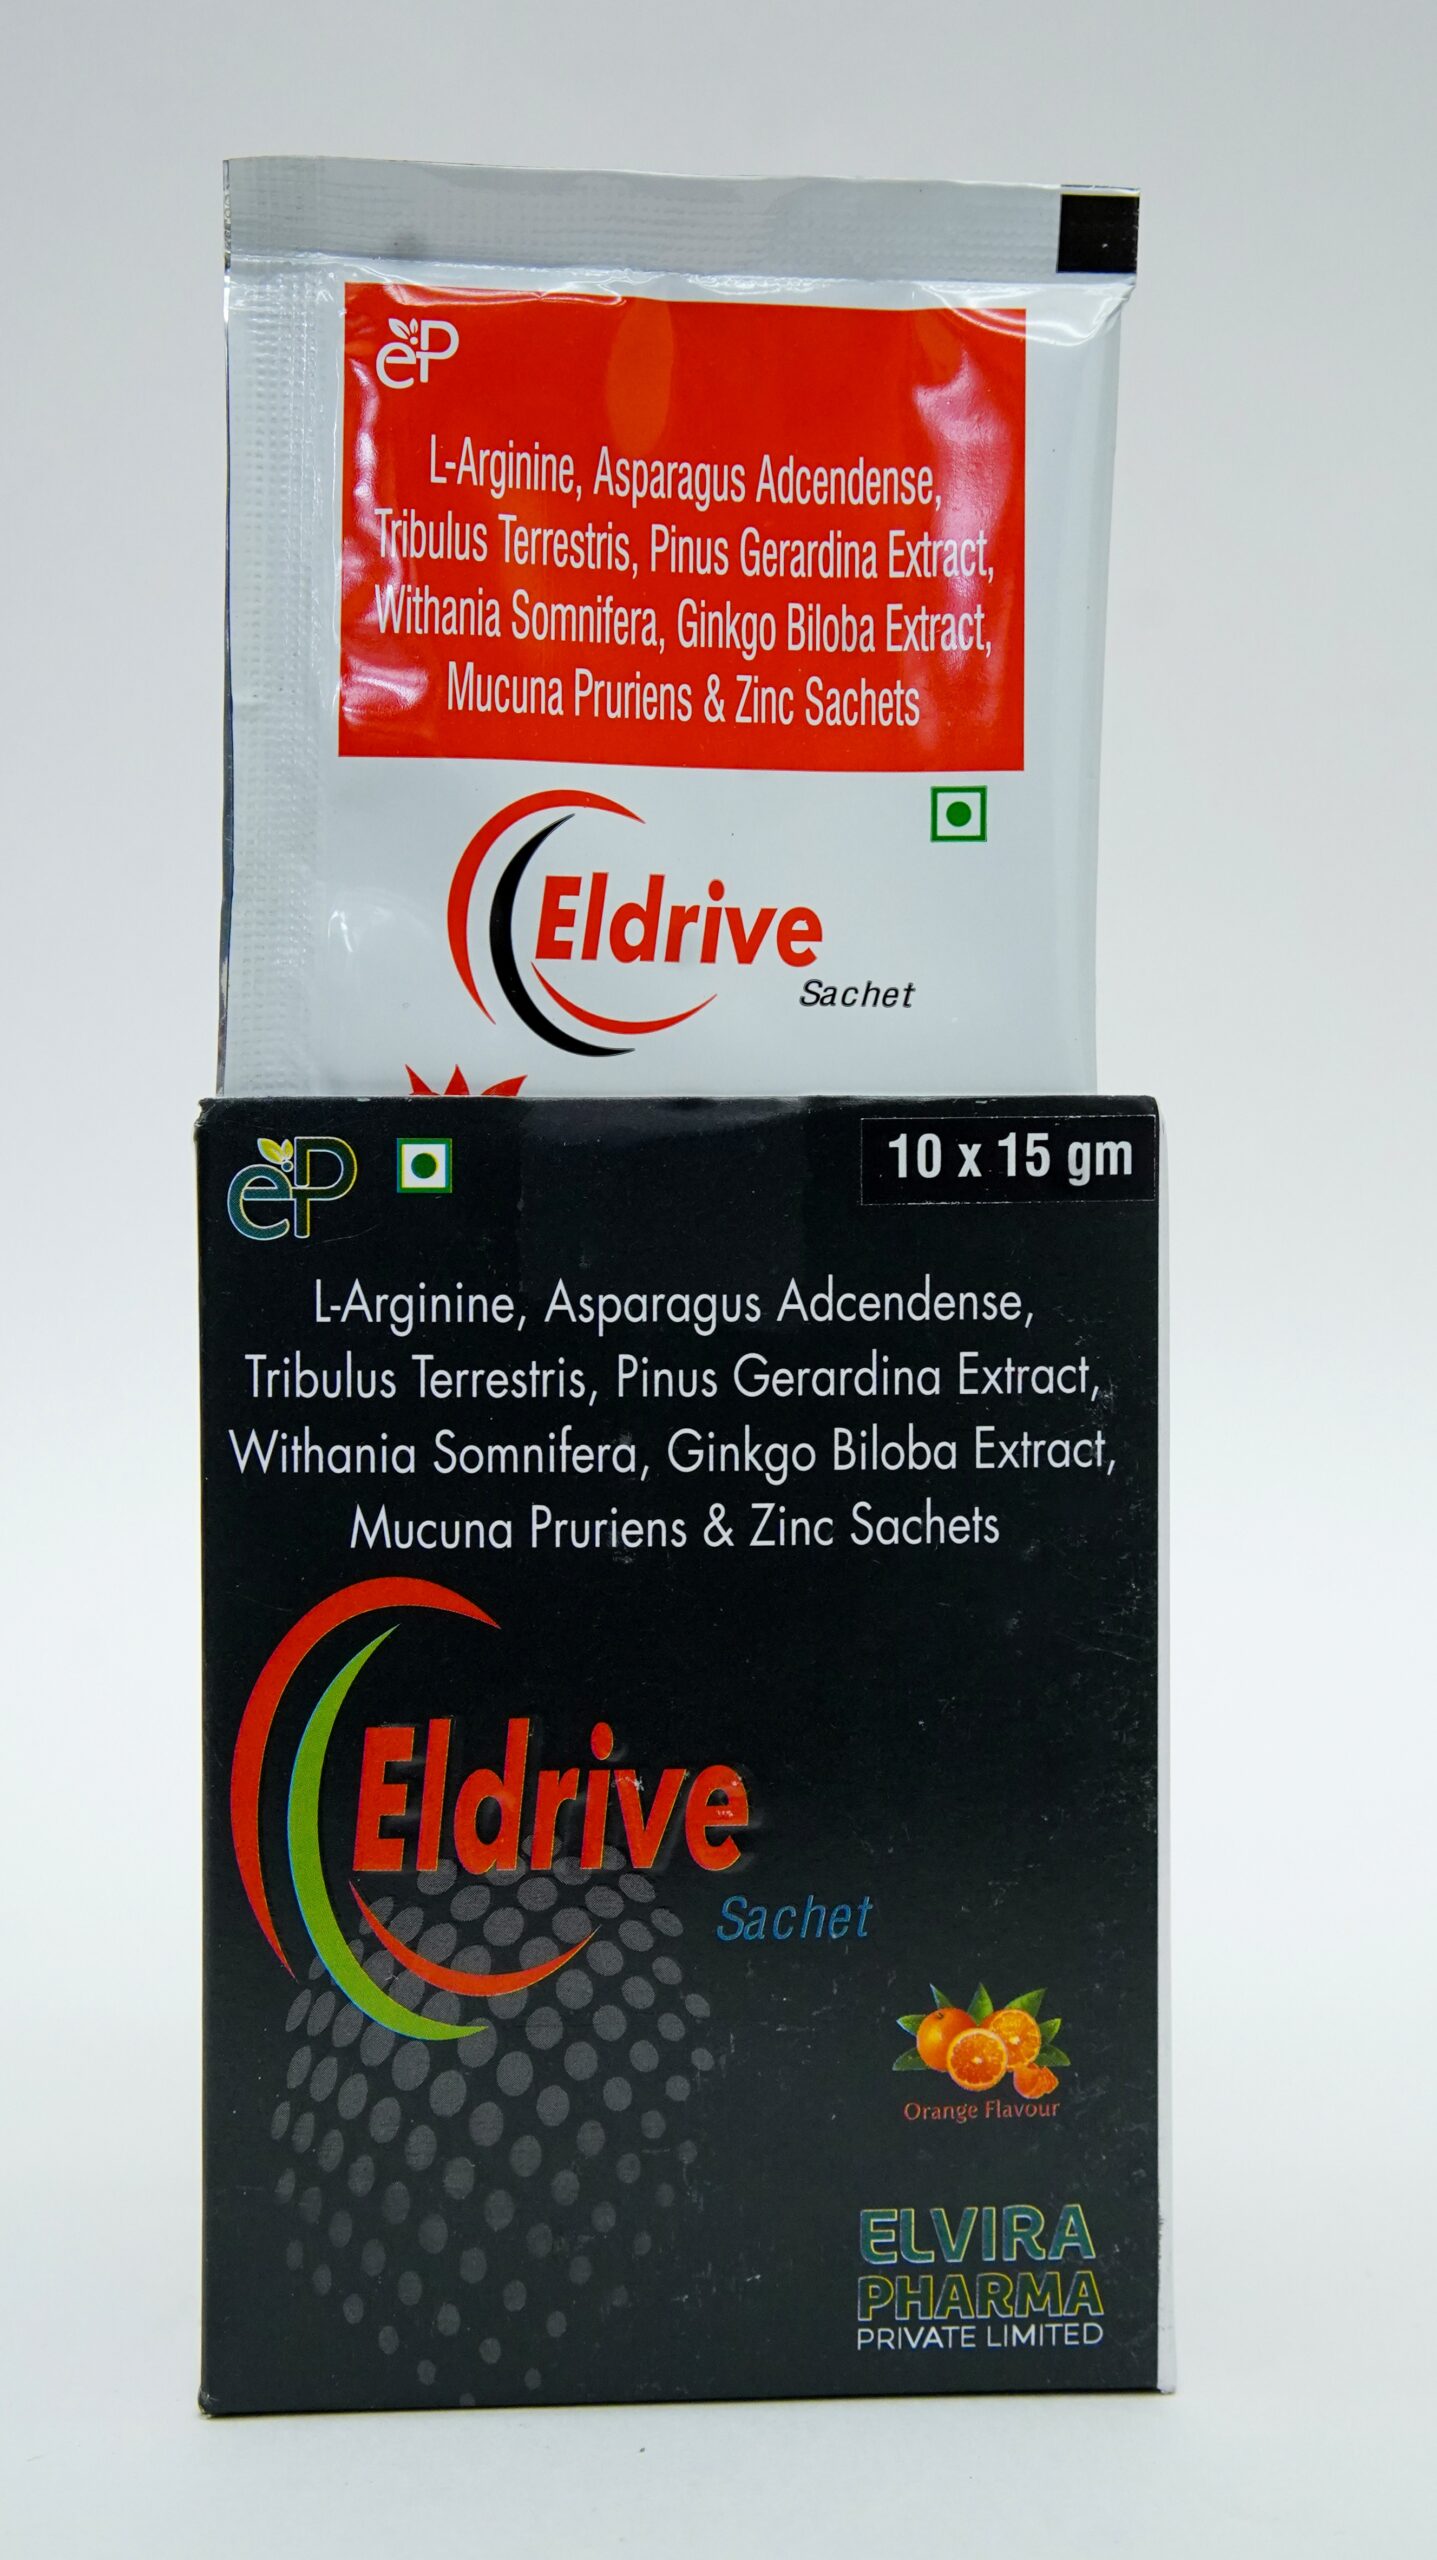 eP
L-Arginine, Asparagus Adcendense,
Tribulus Terrestris, Pinus Gerardina Extract,
Withania Somnifera, Ginkgo Biloba Extract,
Mucuna Pruriens & Zinc Sachets
Eldrive
Sachet
eP
10 x 15 gm
L-Arginine, Asparagus Adcendense,
Tribulus Terrestris, Pinus Gerardina Extract,
Withania Somnifera, Ginkgo Biloba Extract,
Mucuna Pruriens & Zinc Sachets
Eldrive
Sachet
Orange Flavour
ELVIRA
PHARMA
PRIVATE LIMITED